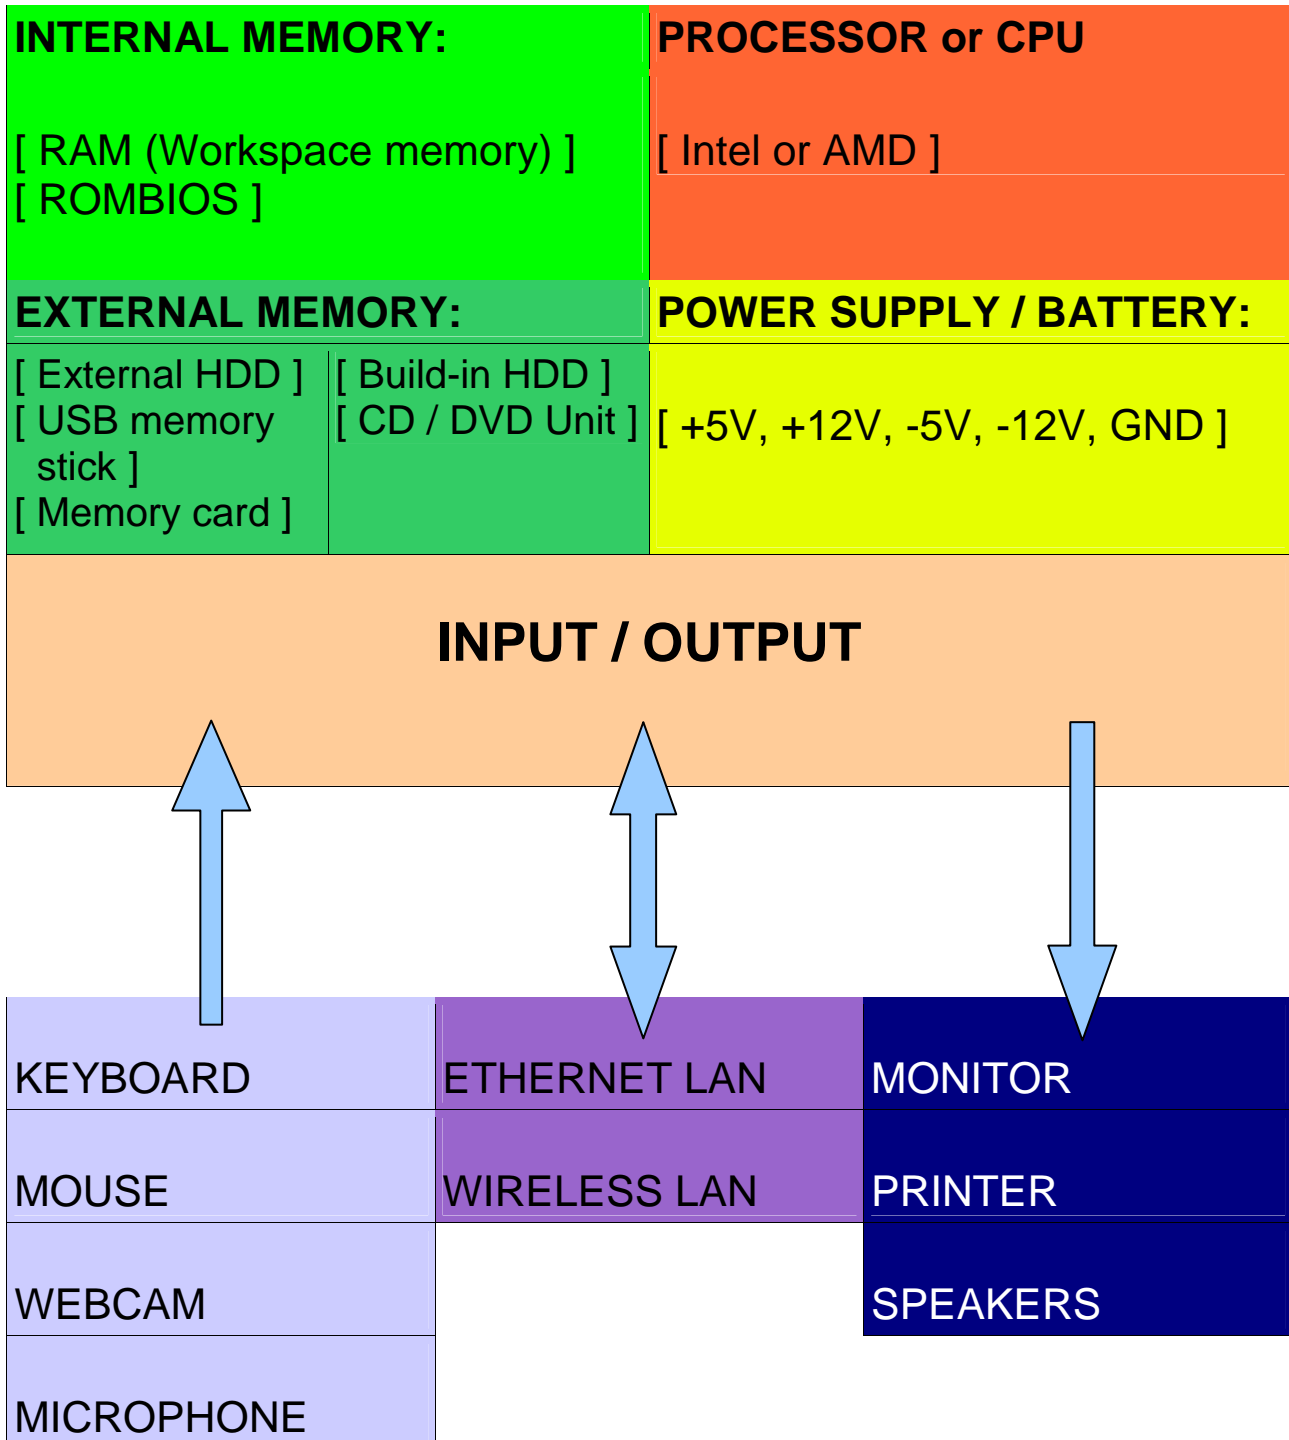 INTERNAL MEMORY:
[ RAM (Workspace memory) ]
[ ROMBIOS ]
PROCESSOR or CPU
[ Intel or AMD ]
EXTERNAL MEMORY:
[ External HDD ]
[ USB memory
stick ]
[ Memory card ]
[ Build-in HDD ]
[ CD / DVD Unit ]
POWER SUPPLY / BATTERY:
[ +5V, +12V, -5V, -12V, GND ]
INPUT / OUTPUT
KEYBOARD
MOUSE
WEBCAM
MICROPHONE
ETHERNET LAN
WIRELESS LAN
MONITOR
PRINTER
SPEAKERS